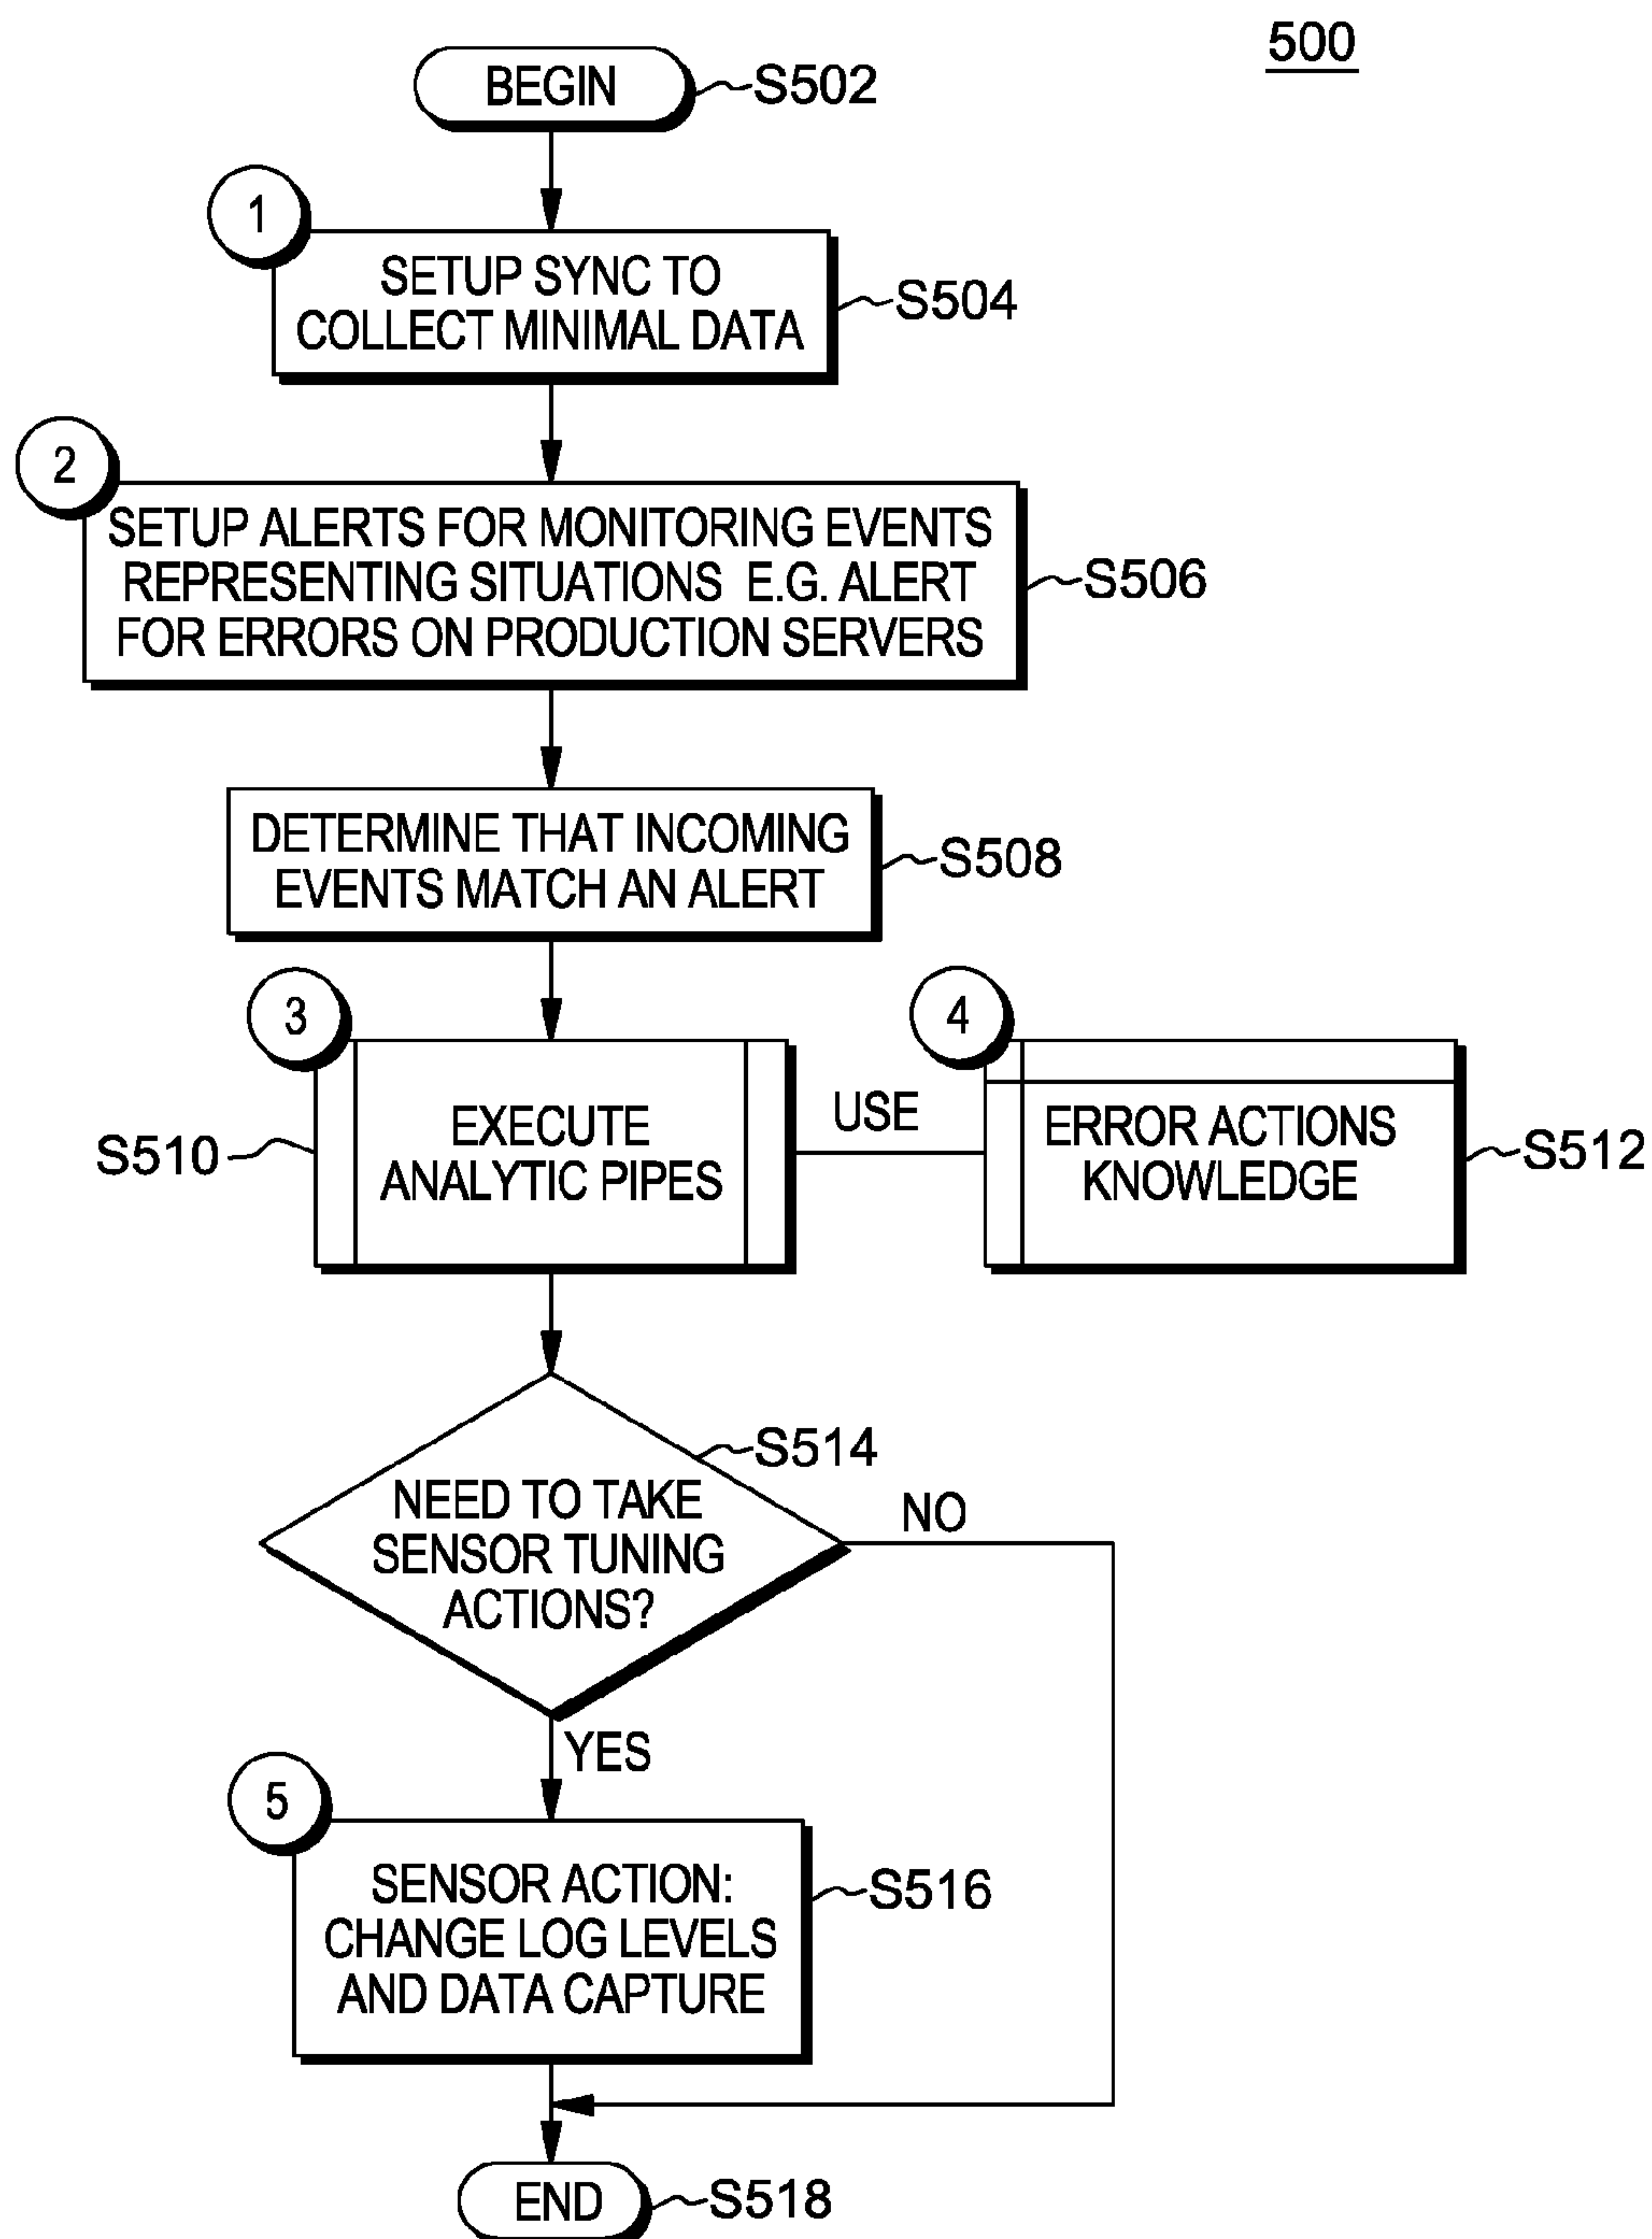 500
BEGIN
S502
1
SETUP SYNC TO
COLLECT MINIMAL DATA
S504
2
SETUP ALERTS FOR MONITORING EVENTS
REPRESENTING SITUATIONS E.G. ALERT
FOR ERRORS ON PRODUCTION SERVERS
S506
DETERMINE THAT INCOMING
EVENTS MATCH AN ALERT
S508
3
EXECUTE
ANALYTIC PIPES
S510
USE
4
ERROR ACTIONS
KNOWLEDGE
S512
NEED TO TAKE
SENSOR TUNING
ACTIONS?
S514
NO
YES
5
SENSOR ACTION:
CHANGE LOG LEVELS
AND DATA CAPTURE
S516
END
S518